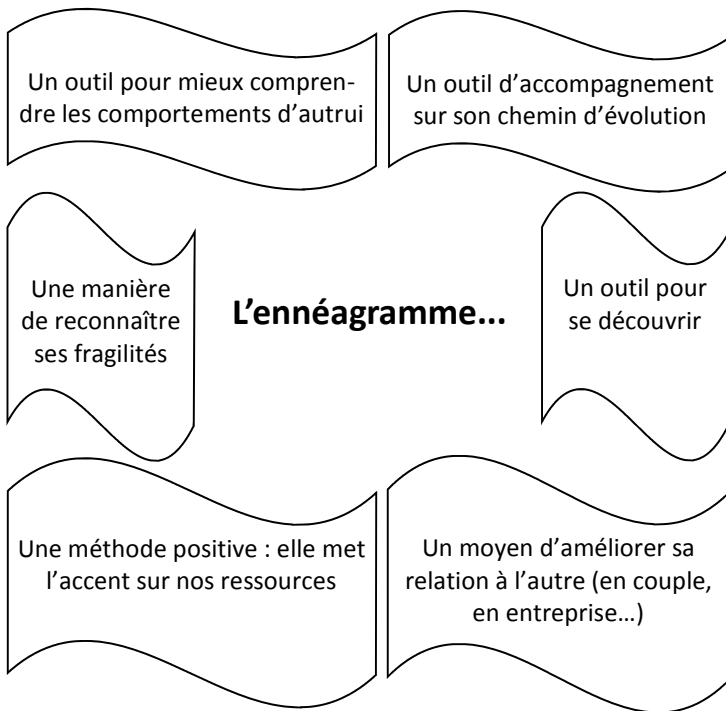 Un outil pour mieux compren-
dre les comportements d'autrui
Un outil d'accompagnement
sur son chemin d'évolution
Une manière
de reconnaître
ses fragilités
L'ennéagramme...
Un outil pour
se découvrir
Une méthode positive : elle met
l'accent sur nos ressources
Un moyen d'améliorer sa
relation à l'autre (en couple,
en entreprise…)